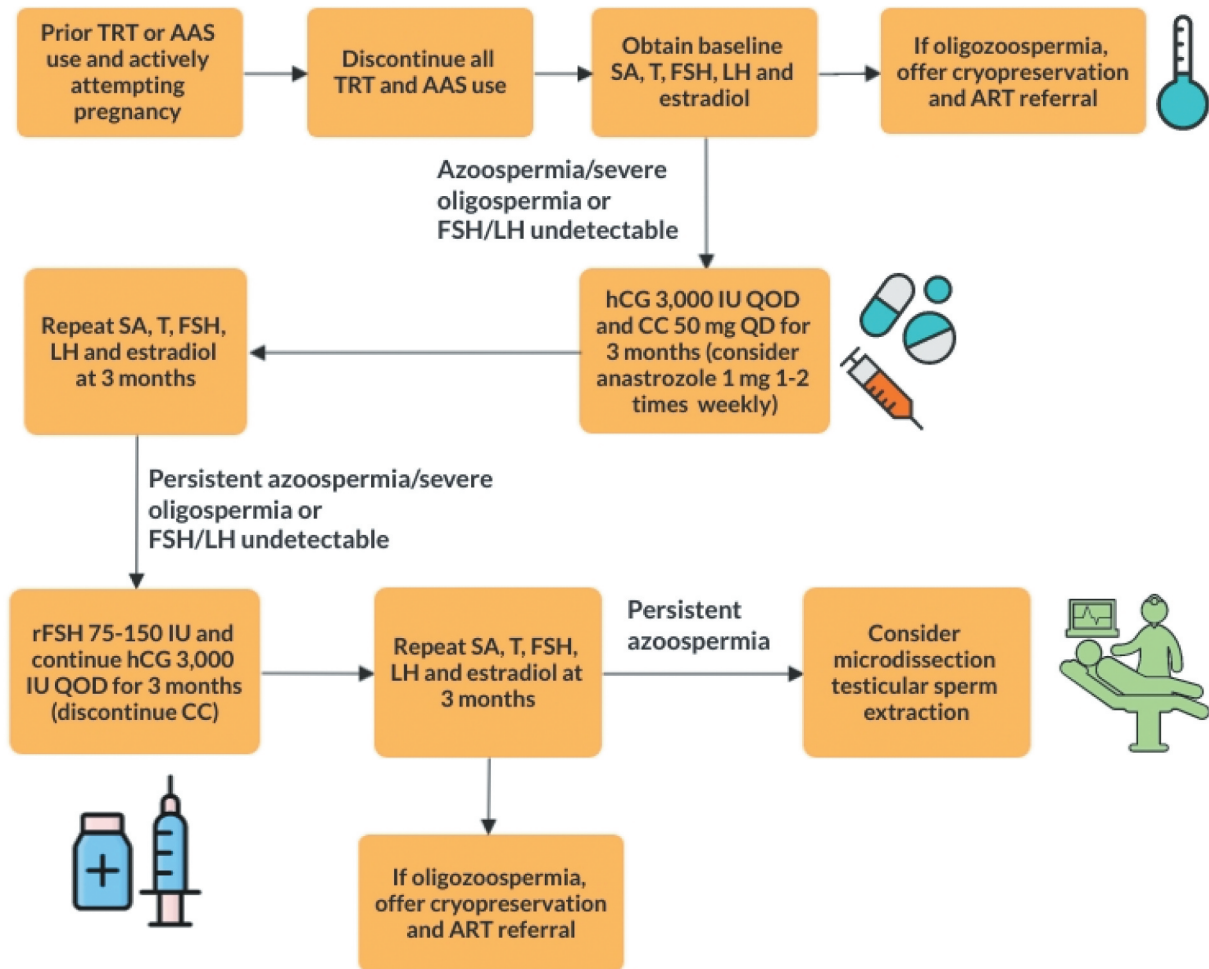 Prior TRT or AAS
use and actively
attempting
pregnancy
Discontinue all
TRT and AAS use
Obtain baseline
SA, T, FSH, LH and
estradiol
If oligozoospermia,
offer cryopreservation
and ART referral
Azoospermia/severe
oligospermia or
FSH/LH undetectable
hCG 3,000 IU QOD
and CC 50 mg QD for
3 months (consider
anastrozole 1 mg 1-2
times weekly)
Repeat SA, T, FSH,
LH and estradiol
at 3 months
Persistent azoospermia/severe
oligospermia or
FSH/LH undetectable
rFSH 75-150 IU and
continue hCG 3,000
IU QOD for 3 months
(discontinue CC)
Repeat SA, T, FSH,
LH and estradiol at
3 months
Persistent
azoospermia
Consider
microdissection
testicular sperm
extraction
If oligozoospermia,
offer cryopreservation
and ART referral